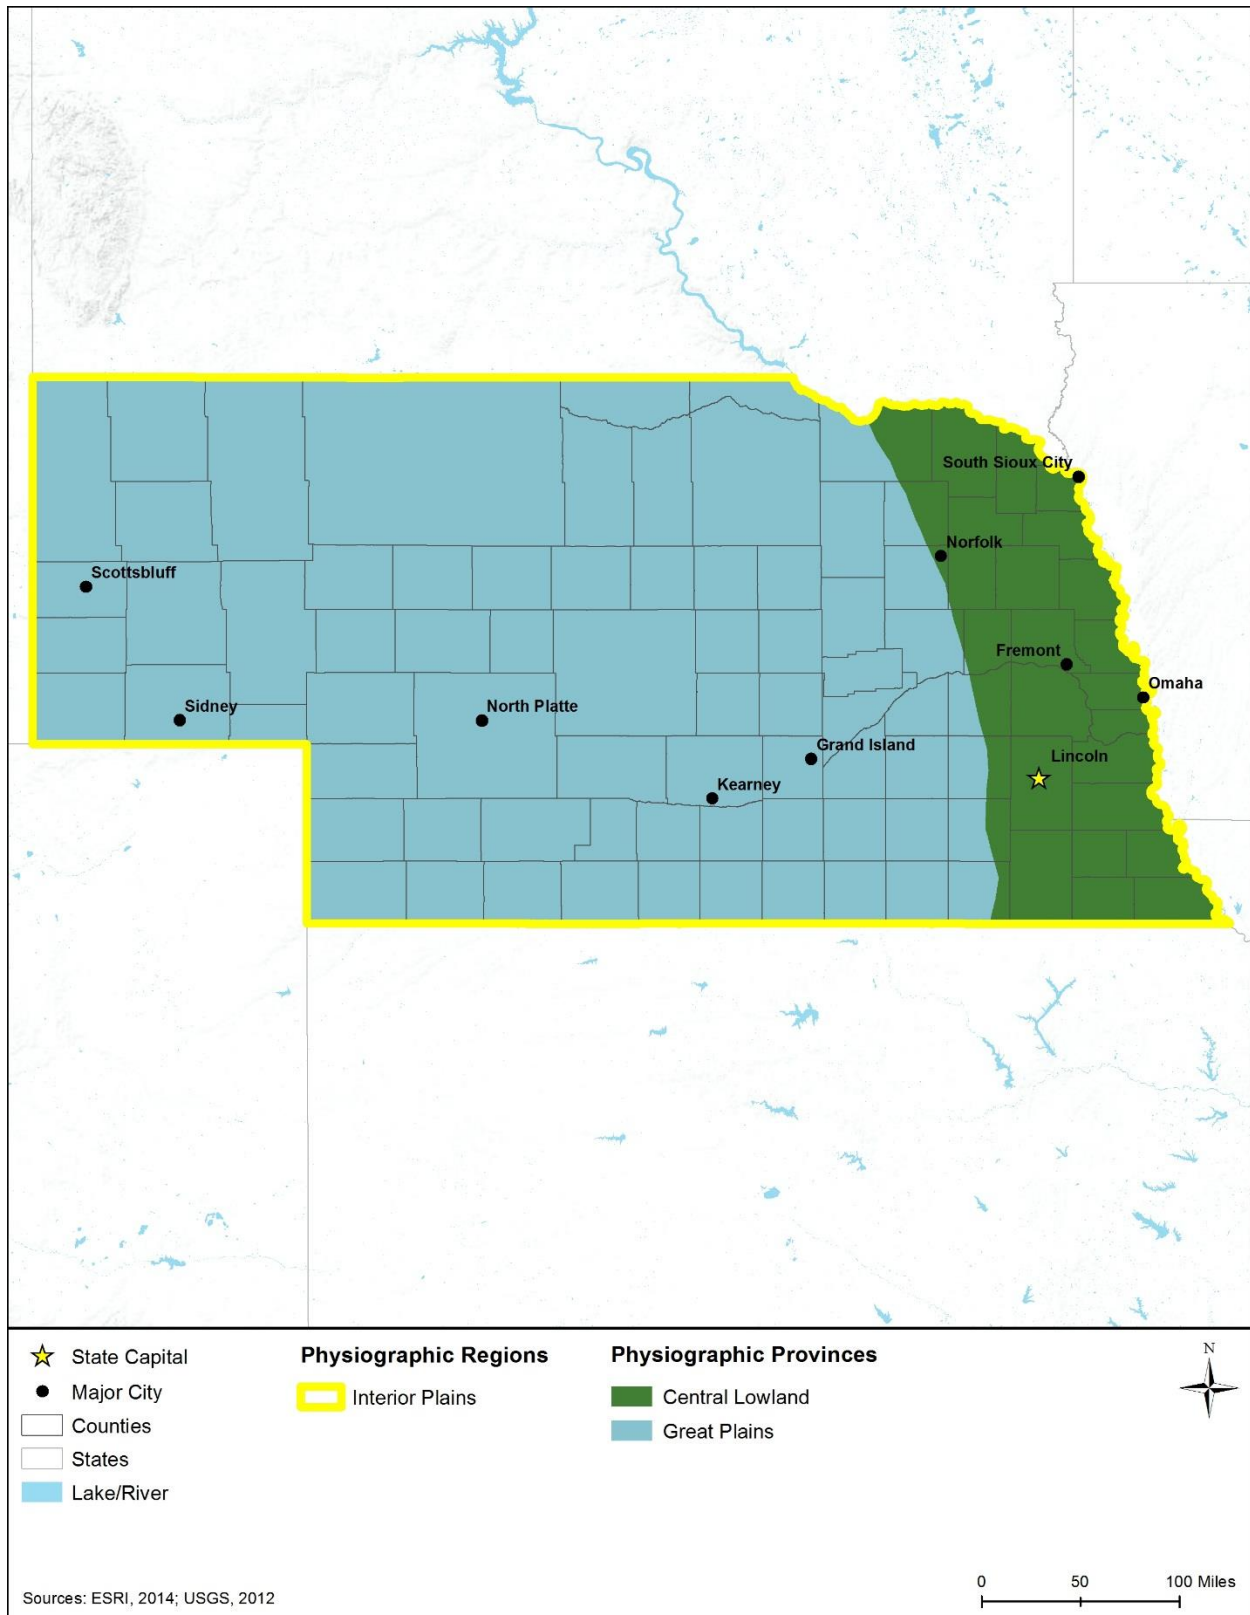 South Sioux City
Norfolk
Scottsbluff
Fremont
Omaha
Sidney
North Platte
Grand Island
Lincoln
Kearney
State Capital
Major City
Counties
States
Lake/River
Physiographic Regions
Interior Plains
Physiographic Provinces
Central Lowland
Great Plains
N
Sources: ESRI, 2014; USGS, 2012
0 50 100 Miles